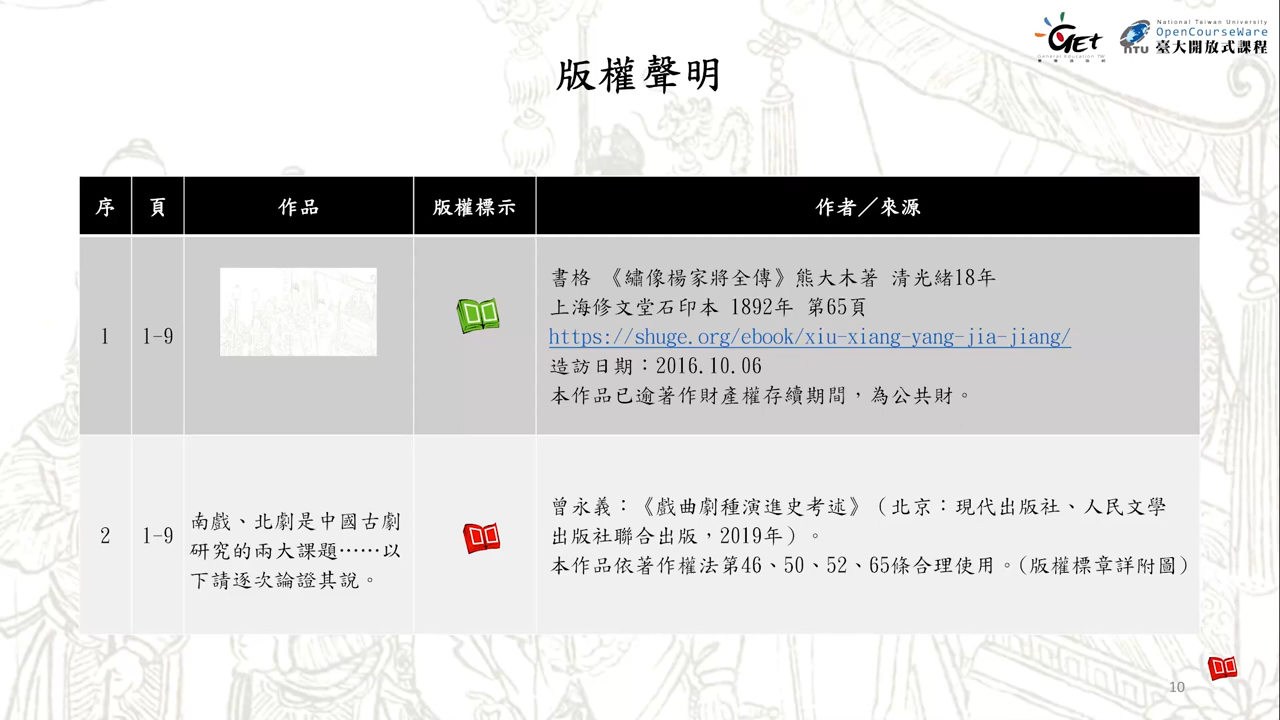 GET
General Education TW
National Taiwan University
OpenCourseWare
NTU
臺大開放式課程
版權聲明
序 頁 作品 版權標示 作者／來源
1 1-9
書格 《繡像楊家將全傳》熊大木著 清光緒18年
上海修文堂石印本 1892年 第65頁
https://shuge.org/ebook/xiu-xiang-yang-jia-jiang/
造訪日期：2016.10.06
本作品已逾著作財產權存續期間，為公共財。
2 1-9
南戲、北劇是中國古劇
研究的兩大課題……以
下請逐次論證其說。
曾永義：《戲曲劇種演進史考述》（北京：現代出版社、人民文學
出版社聯合出版，2019年）。
本作品依著作權法第46、50、52、65條合理使用。(版權標章詳附圖)
10